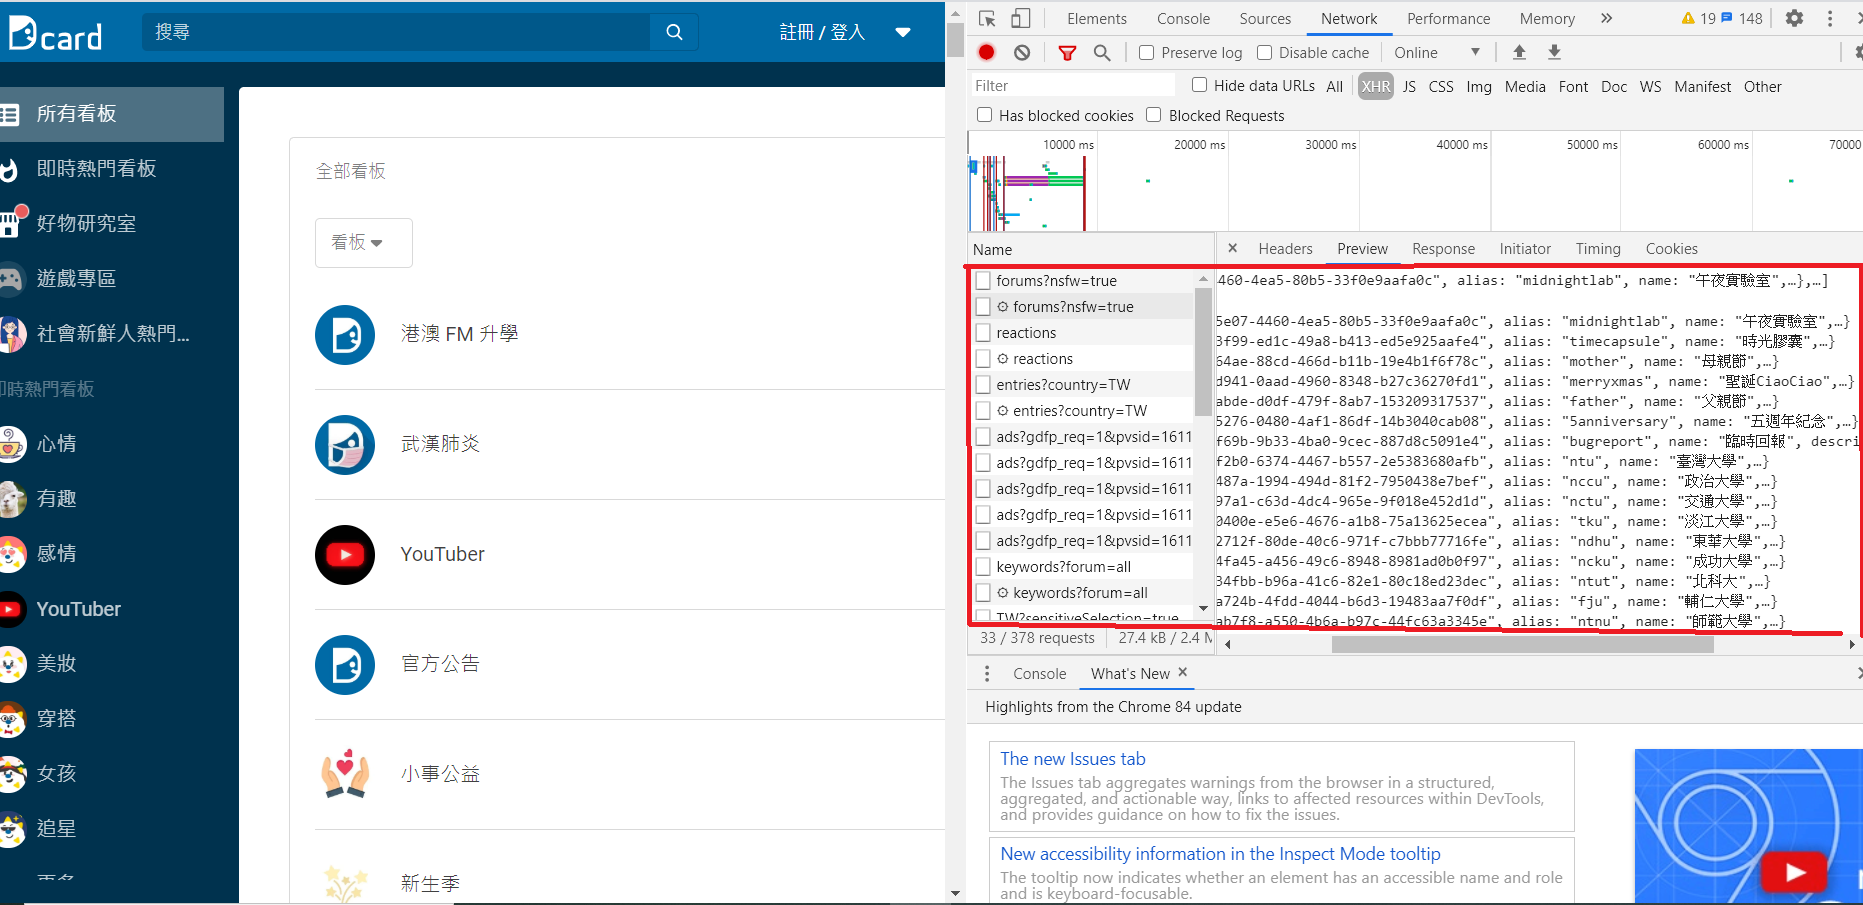 Dcard
搜尋
註冊 / 登入
所有看板
即時熱門看板
好物研究室
遊戲專區
社會新鮮人熱門...
即時熱門看板
心情
有趣
感情
YouTuber
美妝
穿搭
女孩
追星
全部看板
看板
港澳 FM 升學
武漢肺炎
YouTuber
官方公告
小事公益
新生季
Elements Console Sources Network Performance Memory » 19 148
Preserve log Disable cache Online
Filter Hide data URLs All XHR JS CSS Img Media Font Doc WS Manifest Other
Has blocked cookies Blocked Requests
10000 ms 20000 ms 30000 ms 40000 ms 50000 ms 60000 ms 70000
Name
× Headers Preview Response Initiator Timing Cookies
forums?nsfw=true
forums?nsfw=true
reactions
reactions
entries?country=TW
entries?country=TW
ads?gdfp_req=1&pvsid=1611
ads?gdfp_req=1&pvsid=1611
ads?gdfp_req=1&pvsid=1611
ads?gdfp_req=1&pvsid=1611
ads?gdfp_req=1&pvsid=1611
keywords?forum=all
keywords?forum=all
TW?sensitiveSelection=true
33 / 378 requests 27.4 kB / 2.4 M
460-4ea5-80b5-33f0e9aafa0c", alias: "midnightlab", name: "午夜實驗室",…},…]
5e07-4460-4ea5-80b5-33f0e9aafa0c", alias: "midnightlab", name: "午夜實驗室",…}
3f99-ed1c-49a8-b413-ed5e925aafe4", alias: "timecapsule", name: "時光膠囊",…}
64ae-88cd-466d-b11b-19e4b1f6f78c", alias: "mother", name: "母親節",…}
d941-0aad-4960-8348-b27c36270fd1", alias: "merryxmas", name: "聖誕CiaoCiao",…}
abde-d0df-479f-8ab7-153209317537", alias: "father", name: "父親節",…}
5276-0480-4af1-86df-14b3040cab08", alias: "5anniversary", name: "五週年紀念",…}
f69b-9b33-4ba0-9cec-887d8c5091e4", alias: "bugreport", name: "臨時回報", descri
f2b0-6374-4467-b557-2e5383680afb", alias: "ntu", name: "臺灣大學",…}
487a-1994-494d-81f2-7950438e7bef", alias: "nccu", name: "政治大學",…}
97a1-c63d-4dc4-965e-9f018e452d1d", alias: "nctu", name: "交通大學",…}
0400e-e5e6-4676-a1b8-75a13625ecea", alias: "tku", name: "淡江大學",…}
2712f-80de-40c6-971f-c7bbb77716fe", alias: "ndhu", name: "東華大學",…}
4fa45-a456-49c6-8948-8981ad0b0f97", alias: "ncku", name: "成功大學",…}
34fbb-b96a-41c6-82e1-80c18ed23dec", alias: "ntut", name: "北科大",…}
a724b-4fdd-4044-b6d3-19483aa7f0df", alias: "fju", name: "輔仁大學",…}
ab7f8-a550-4b6a-b97c-44fc63a3345e", alias: "ntnu", name: "師範大學",…}
Console What's New ×
Highlights from the Chrome 84 update
The new Issues tab
The Issues tab aggregates warnings from the browser in a structured,
aggregated, and actionable way, links to affected resources within DevTools,
and provides guidance on how to fix the issues.
New accessibility information in the Inspect Mode tooltip
The tooltip now indicates whether an element has an accessible name and role
and is keyboard-focusable.